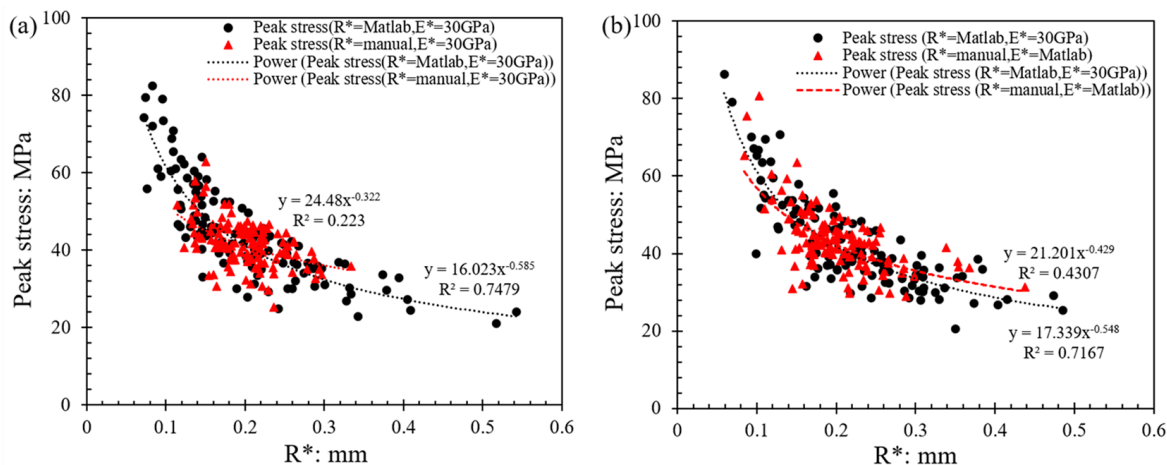 (a)
Peak stress(R*=Matlab,E*=30GPa)
Peak stress(R*=manual,E*=30GPa)
Power (Peak stress(R*=Matlab,E*=30GPa))
Power (Peak stress(R*=manual,E*=30GPa))
Peak stress: MPa
100
80
60
40
20
0
y = 24.48x^-0.322
R² = 0.223
y = 16.023x^-0.585
R² = 0.7479
0
0.1
0.2
0.3
0.4
0.5
0.6
R*: mm
(b)
Peak stress (R*=Matlab,E*=30GPa)
Peak stress (R*=manual,E*=Matlab)
Power (Peak stress (R*=Matlab,E*=30GPa))
Power (Peak stress (R*=manual,E*=Matlab))
Peak stress: MPa
100
80
60
40
20
0
y = 21.201x^-0.429
R² = 0.4307
y = 17.339x^-0.548
R² = 0.7167
0
0.1
0.2
0.3
0.4
0.5
0.6
R*: mm